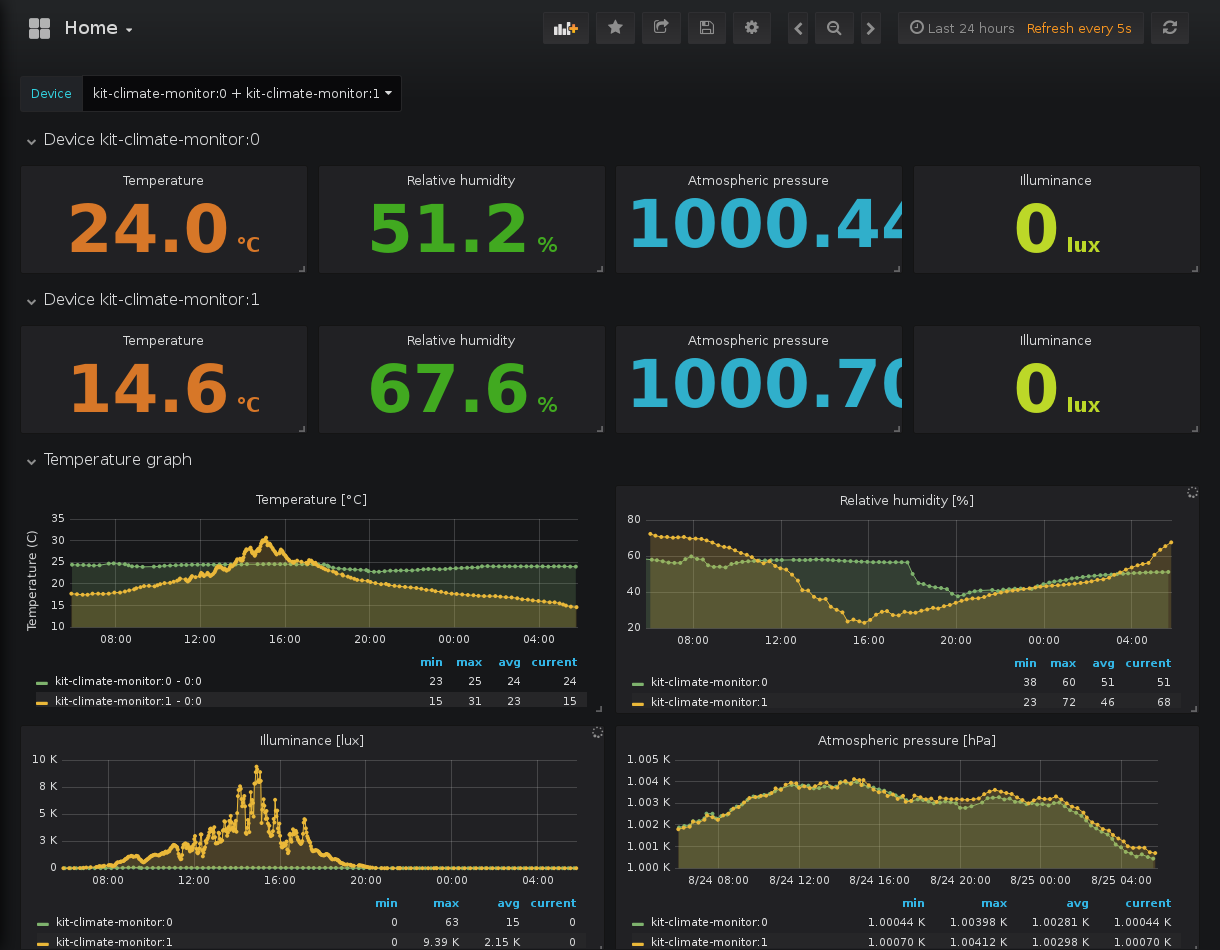 Home
Last 24 hours Refresh every 5s
Device kit-climate-monitor:0 + kit-climate-monitor:1
Device kit-climate-monitor:0
Temperature Relative humidity Atmospheric pressure Illuminance
24.0 °C 51.2 % 1000.44 0 lux
Device kit-climate-monitor:1
Temperature Relative humidity Atmospheric pressure Illuminance
14.6 °C 67.6 % 1000.70 0 lux
Temperature graph
Temperature [°C]
Temperature (C)
35
30
25
20
15
10
08:00 12:00 16:00 20:00 00:00 04:00
min max avg current
kit-climate-monitor:0 - 0:0 23 25 24 24
kit-climate-monitor:1 - 0:0 15 31 23 15
Relative humidity [%]
80
60
40
20
08:00 12:00 16:00 20:00 00:00 04:00
min max avg current
kit-climate-monitor:0 38 60 51 51
kit-climate-monitor:1 23 72 46 68
Illuminance [lux]
10 K
8 K
5 K
3 K
0
08:00 12:00 16:00 20:00 00:00 04:00
min max avg current
kit-climate-monitor:0 0 63 15 0
kit-climate-monitor:1 0 9.39 K 2.15 K 0
Atmospheric pressure [hPa]
1.005 K
1.004 K
1.003 K
1.002 K
1.001 K
1.000 K
8/24 08:00 8/24 12:00 8/24 16:00 8/24 20:00 8/25 00:00 8/25 04:00
min max avg current
kit-climate-monitor:0 1.00044 K 1.00398 K 1.00281 K 1.00044 K
kit-climate-monitor:1 1.00070 K 1.00412 K 1.00298 K 1.00070 K